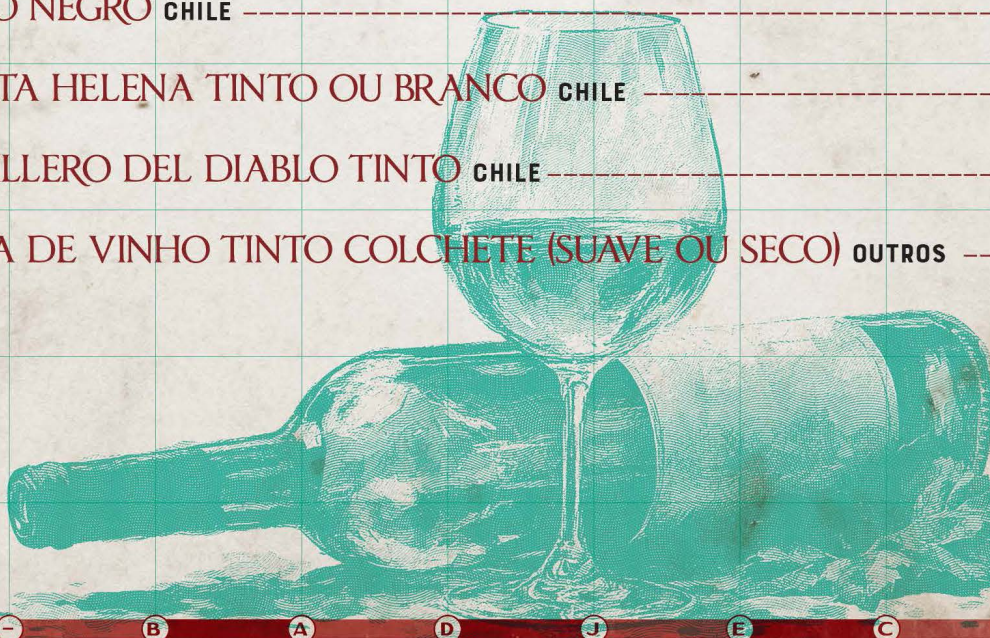 O NEGRO CHILE
TA HELENA TINTO OU BRANCO CHILE
LLERO DEL DIABLO TINTO CHILE
A DE VINHO TINTO COLCHETE (SUAVE OU SECO) OUTROS
B A D J E C